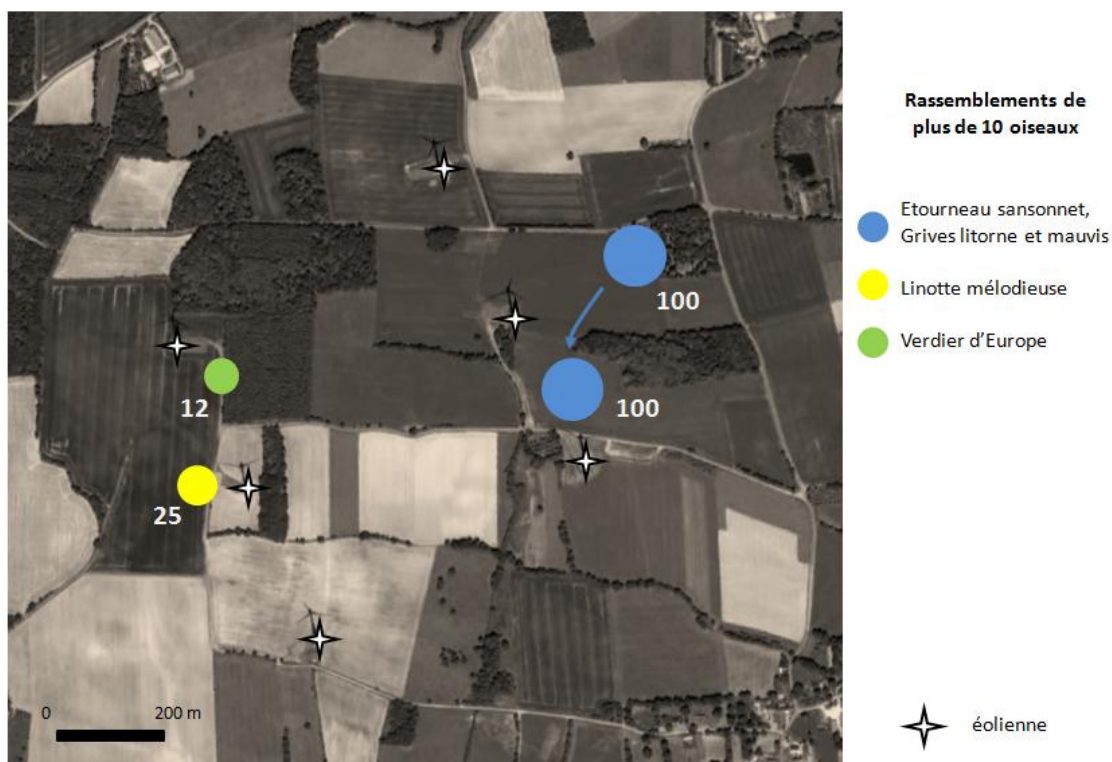 Rassemblements de
plus de 10 oiseaux
Etourneau sansonnet,
Grives litorne et mauvis
Linotte mélodieuse
Verdier d’Europe
100
100
12
25
0 200 m
éolienne